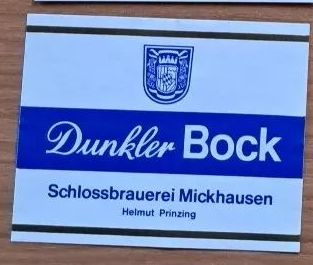 Dunkler Bock
Schlossbrauerei Mickhausen
Helmut Prinzing